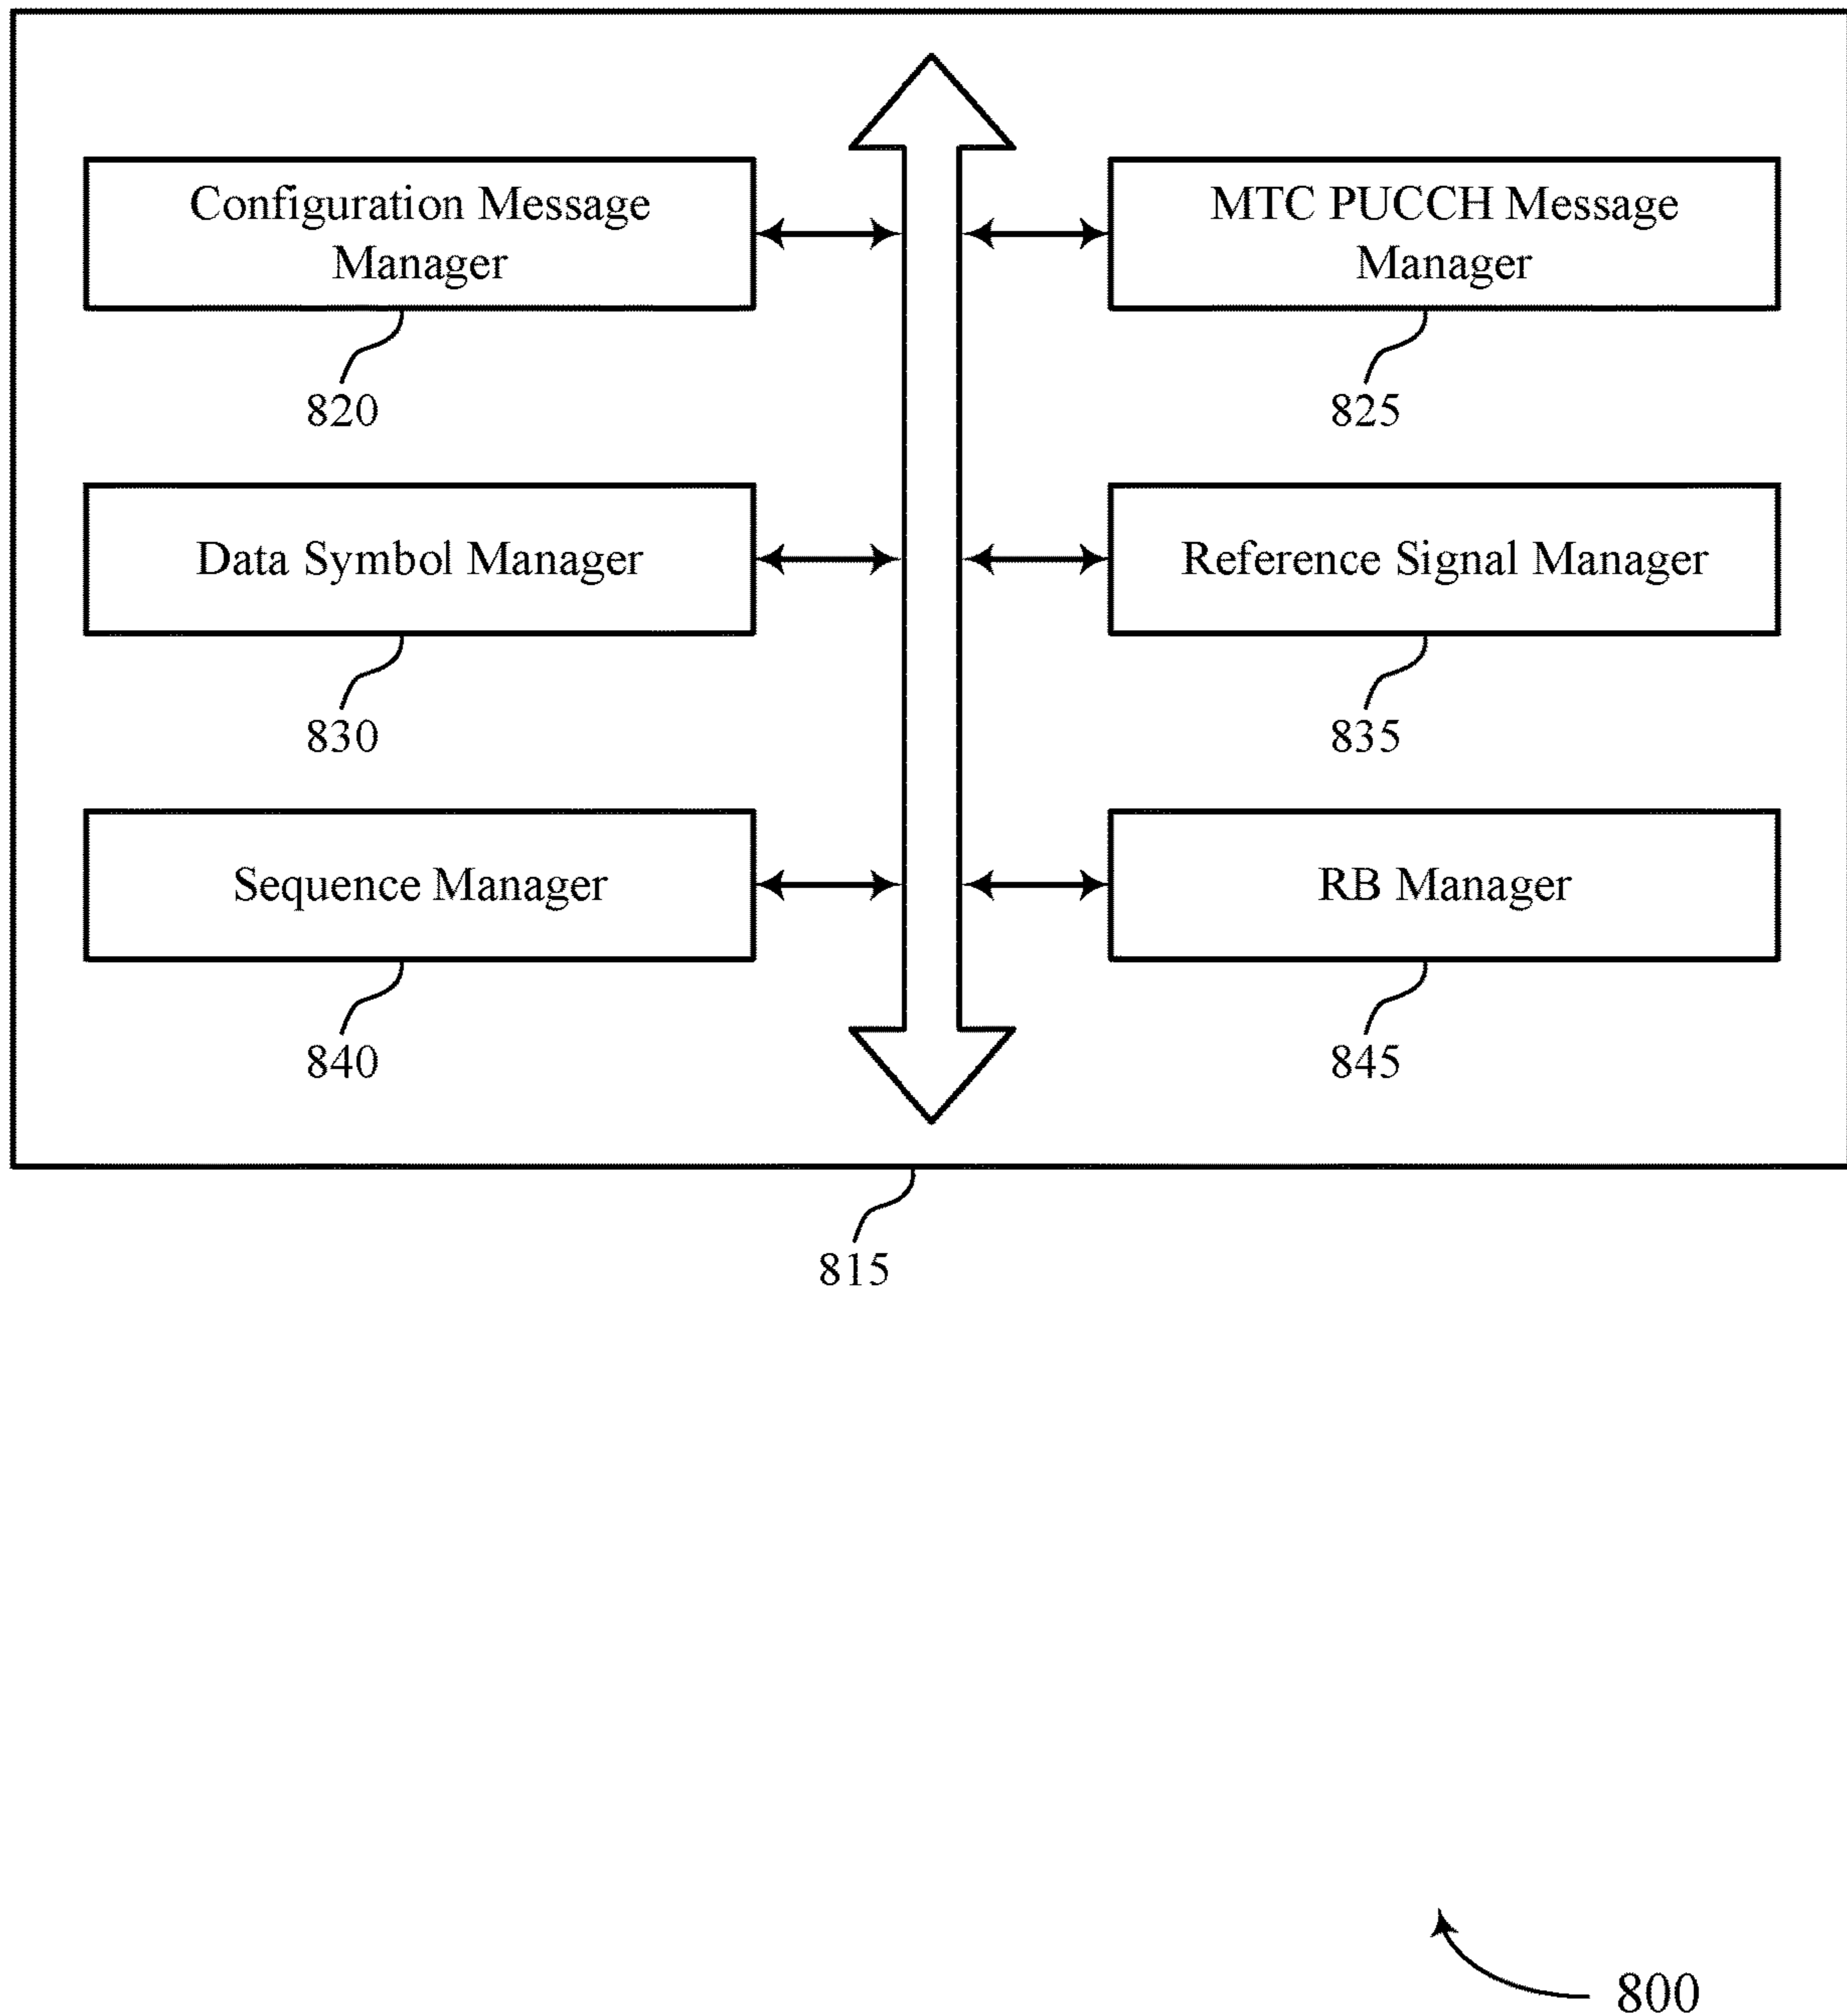 Configuration Message
Manager
820
MTC PUCCH Message
Manager
825
Data Symbol Manager
830
Reference Signal Manager
835
Sequence Manager
840
RB Manager
845
815
800